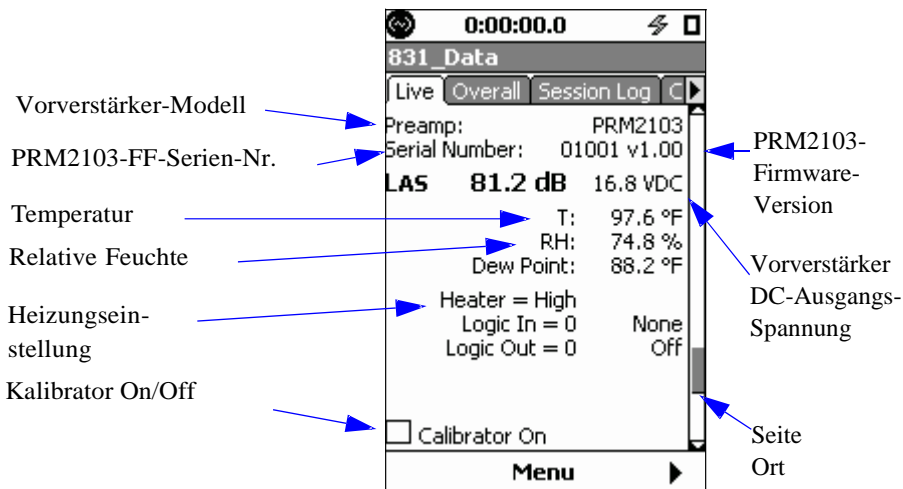 0:00:00.0
831_Data
Live Overall Session Log C
Preamp: PRM2103
Serial Number: 01001 v1.00
LAS 81.2 dB 16.8 VDC
T: 97.6 ºF
RH: 74.8 %
Dew Point: 88.2 ºF
Heater = High
Logic In = 0 None
Logic Out = 0 Off
Calibrator On
Menu
Vorverstärker-Modell
PRM2103-FF-Serien-Nr.
Temperatur
Relative Feuchte
Heizungsein-
stellung
Kalibrator On/Off
PRM2103-
Firmware-
Version
Vorverstärker
DC-Ausgangs-
Spannung
Seite
Ort